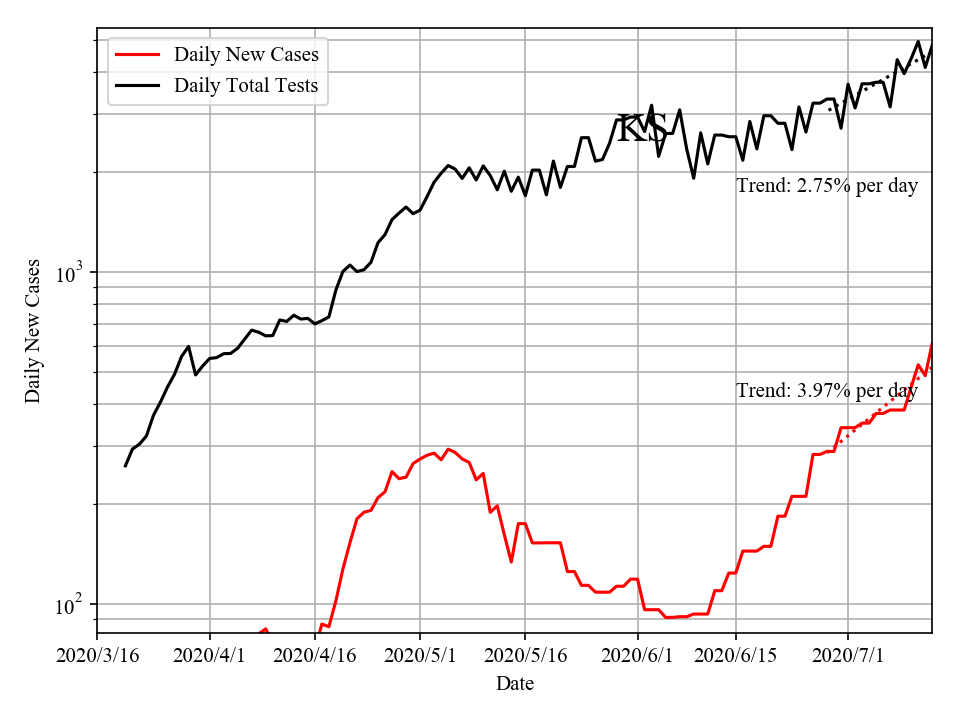 Daily New Cases
Daily Total Tests
KS
Trend: 2.75% per day
Trend: 3.97% per day
10³
10²
Daily New Cases
2020/3/16 2020/4/1 2020/4/16 2020/5/1 2020/5/16 2020/6/1 2020/6/15 2020/7/1
Date